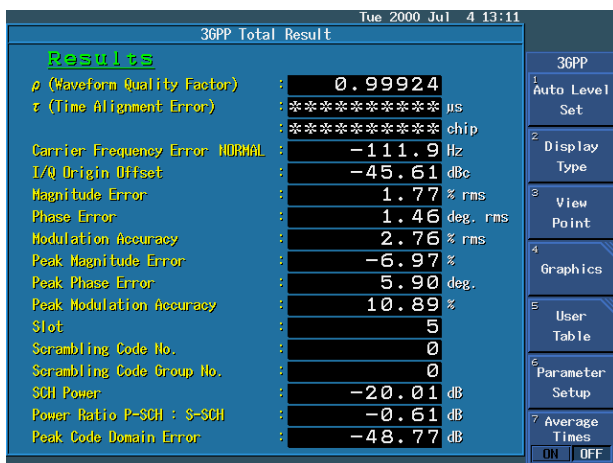 Tue 2000 Jul 4 13:11
3GPP Total Result
Results
ρ (Waveform Quality Factor) : 0.99924
τ (Time Alignment Error) : ********** µs
: ********** chip
Carrier Frequency Error NORMAL : -111.9 Hz
I/Q Origin Offset : -45.61 dBc
Magnitude Error : 1.77 % rms
Phase Error : 1.46 deg. rms
Modulation Accuracy : 2.76 % rms
Peak Magnitude Error : -6.97 %
Peak Phase Error : 5.90 deg.
Peak Modulation Accuracy : 10.89 %
Slot : 5
Scrambling Code No. : 0
Scrambling Code Group No. : 0
SCH Power : -20.01 dB
Power Ratio P-SCH : S-SCH : -0.61 dB
Peak Code Domain Error : -48.77 dB
3GPP
1 Auto Level
Set
2 Display
Type
3 View
Point
4 Graphics
5 User
Table
6 Parameter
Setup
7 Average
Times
ON OFF